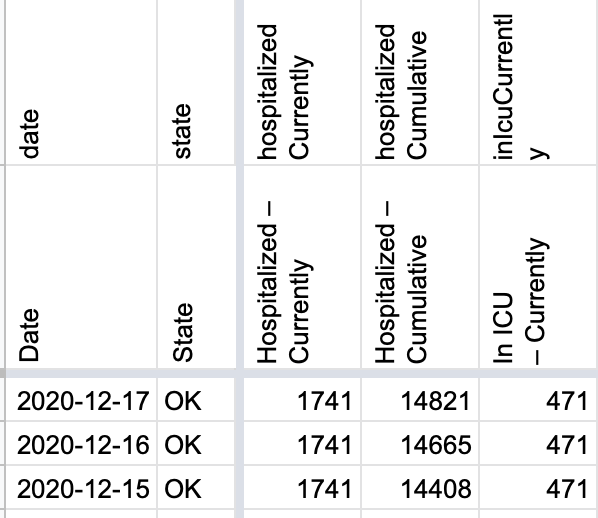 date
state
hospitalized
Currently
hospitalized
Cumulative
inIcuCurrentl
y
Date
State
Hospitalized –
Currently
Hospitalized –
Cumulative
In ICU
– Currently
2020-12-17 OK 1741 14821 471
2020-12-16 OK 1741 14665 471
2020-12-15 OK 1741 14408 471